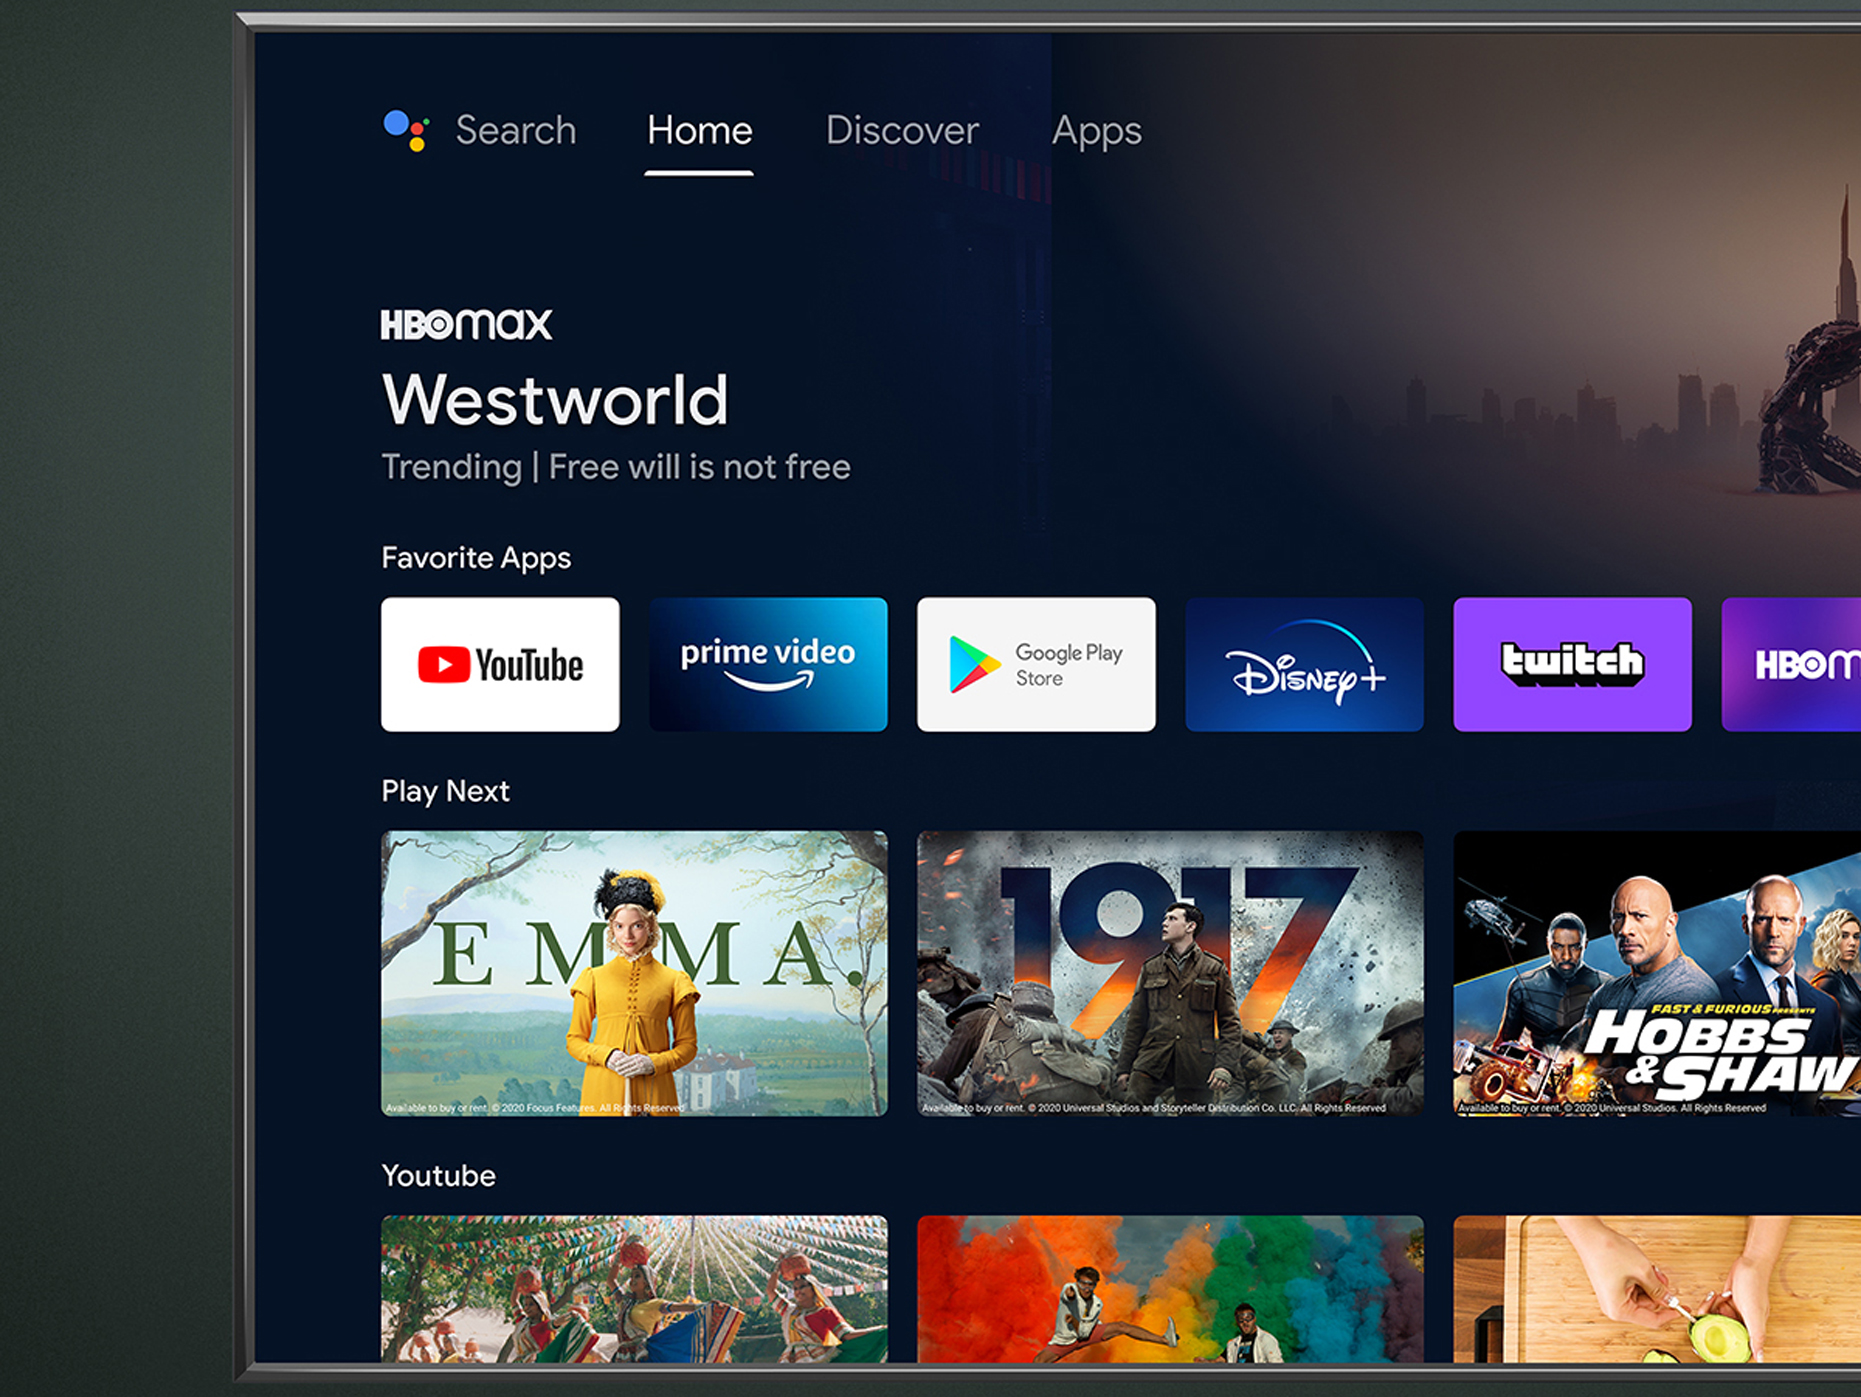 Search Home Discover Apps
HBOmax
Westworld
Trending | Free will is not free
Favorite Apps
YouTube
prime video
Google Play
Store
Disney+
twitch
HBOm
Play Next
EMMA.
Available to buy or rent. © 2020 Focus Features. All Rights Reserved
1917
Available to buy or rent. © 2020 Universal Studios and Storyteller Distribution Co. LLC. All Rights Reserved
FAST & FURIOUS PRESENTS
HOBBS
& SHAW
Available to buy or rent. © 2020 Universal Studios. All Rights Reserved
Youtube